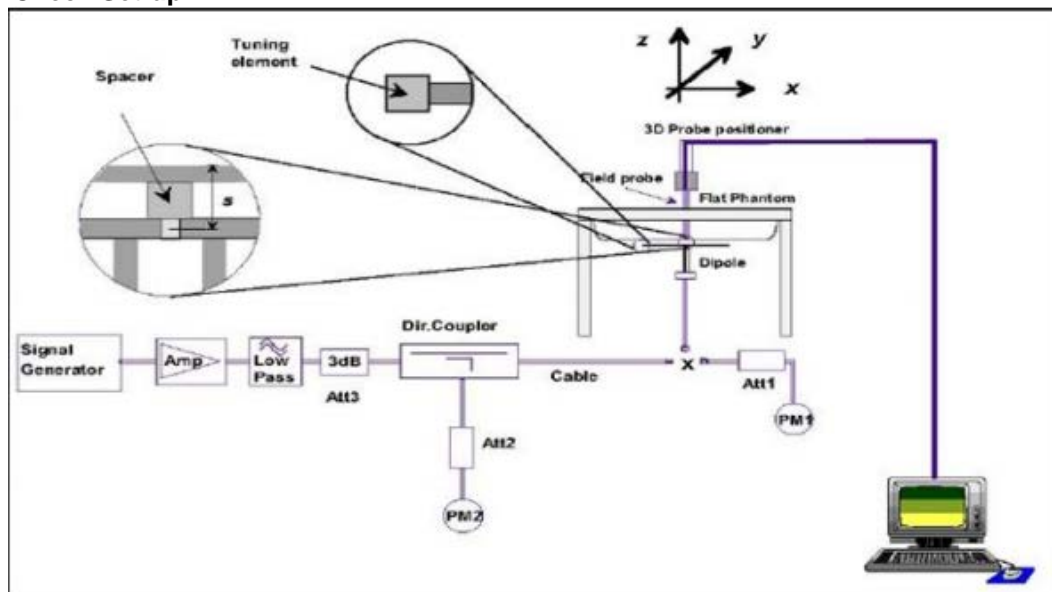 Tuning
element
Spacer
s
z
y
x
3D Probe positioner
Field probe
Flat Phantom
Dipole
Signal
Generator
Amp
Low
Pass
3dB
Att3
Dir.Coupler
Cable
x
Att1
PM1
Att2
PM2